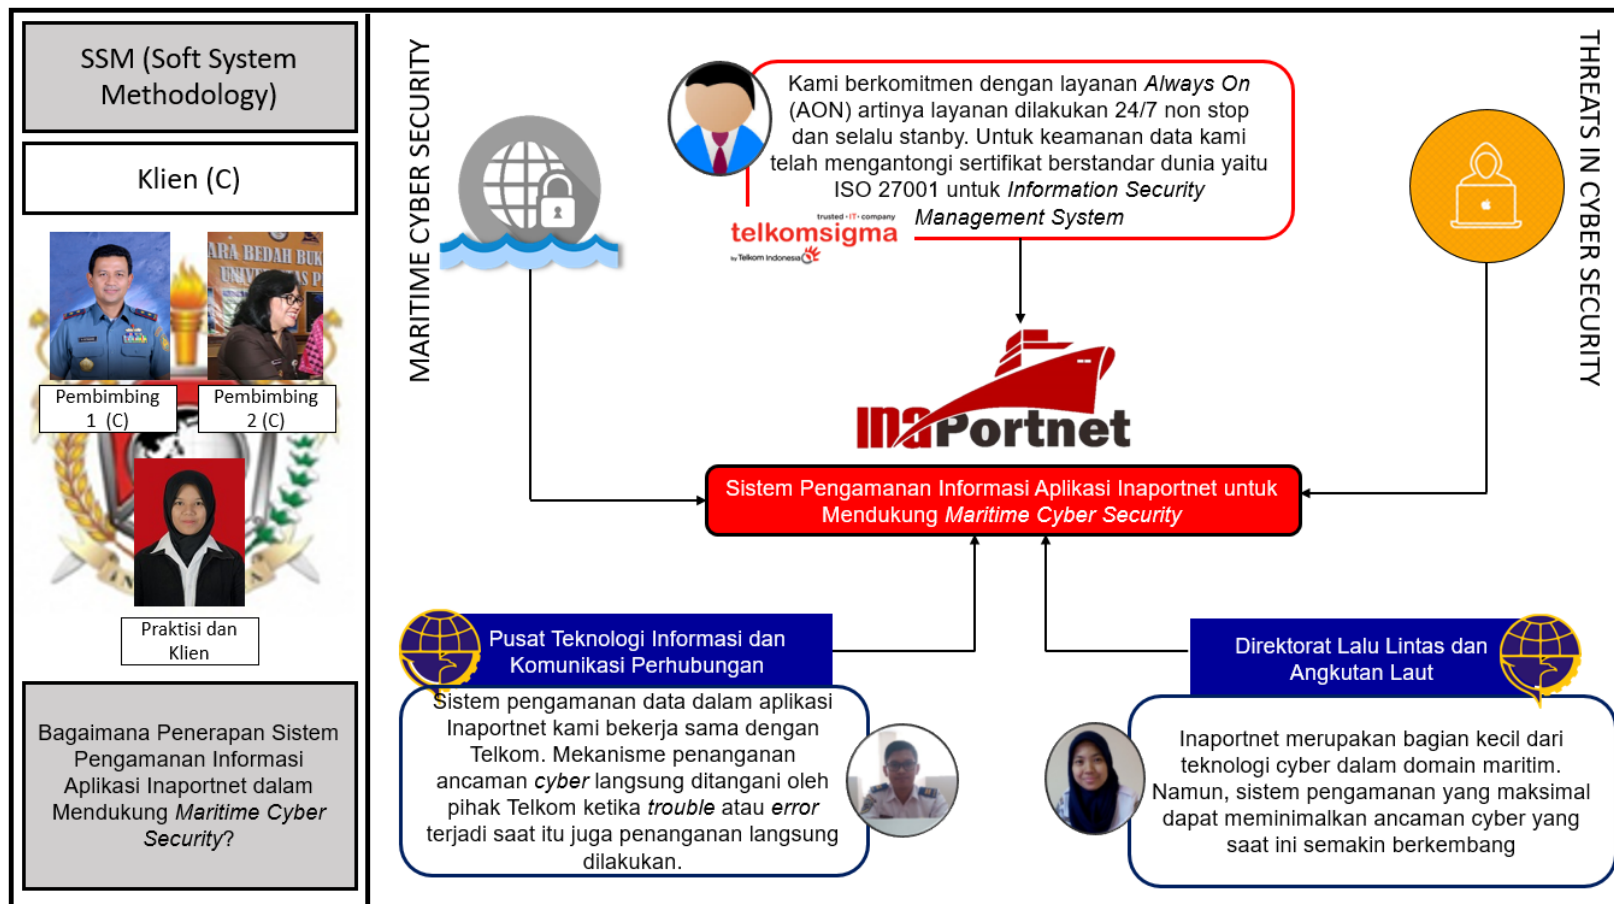 SSM (Soft System
Methodology)
Klien (C)
ARA BEDAH BUK
UNIVERSITAS P
Pembimbing
1 (C)
Pembimbing
2 (C)
Praktisi dan
Klien
Bagaimana Penerapan Sistem
Pengamanan Informasi
Aplikasi Inaportnet dalam
Mendukung Maritime Cyber
Security?
MARITIME CYBER SECURITY
Kami berkomitmen dengan layanan Always On
(AON) artinya layanan dilakukan 24/7 non stop
dan selalu stanby. Untuk keamanan data kami
telah mengantongi sertifikat berstandar dunia yaitu
ISO 27001 untuk Information Security
Management System
trusted·IT·company
telkomsigma
by Telkom Indonesia
THREATS IN CYBER SECURITY
InaPortnet
Sistem Pengamanan Informasi Aplikasi Inaportnet untuk
Mendukung Maritime Cyber Security
Pusat Teknologi Informasi dan
Komunikasi Perhubungan
Sistem pengamanan data dalam aplikasi
Inaportnet kami bekerja sama dengan
Telkom. Mekanisme penanganan
ancaman cyber langsung ditangani oleh
pihak Telkom ketika trouble atau error
terjadi saat itu juga penanganan langsung
dilakukan.
Direktorat Lalu Lintas dan
Angkutan Laut
Inaportnet merupakan bagian kecil dari
teknologi cyber dalam domain maritim.
Namun, sistem pengamanan yang maksimal
dapat meminimalkan ancaman cyber yang
saat ini semakin berkembang